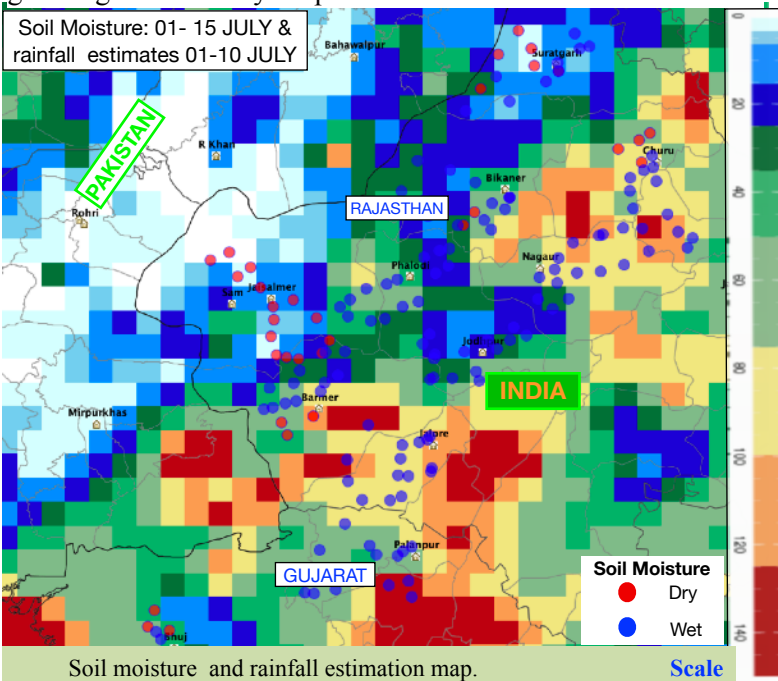 Soil Moisture: 01- 15 JULY &
rainfall estimates 01-10 JULY
Bahawalpur
Suratgarh
PAKISTAN
R Khan
Churu
Bikaner
Rohri
RAJASTHAN
Nagaur
Phalodi
Sam
Jaisalmer
INDIA
Barmer
Mirpurkhas
Jalore
Palanpur
GUJARAT
Bhuj
0
20
40
60
80
100
120
140
Soil Moisture
Dry
Wet
Soil moisture and rainfall estimation map.
Scale